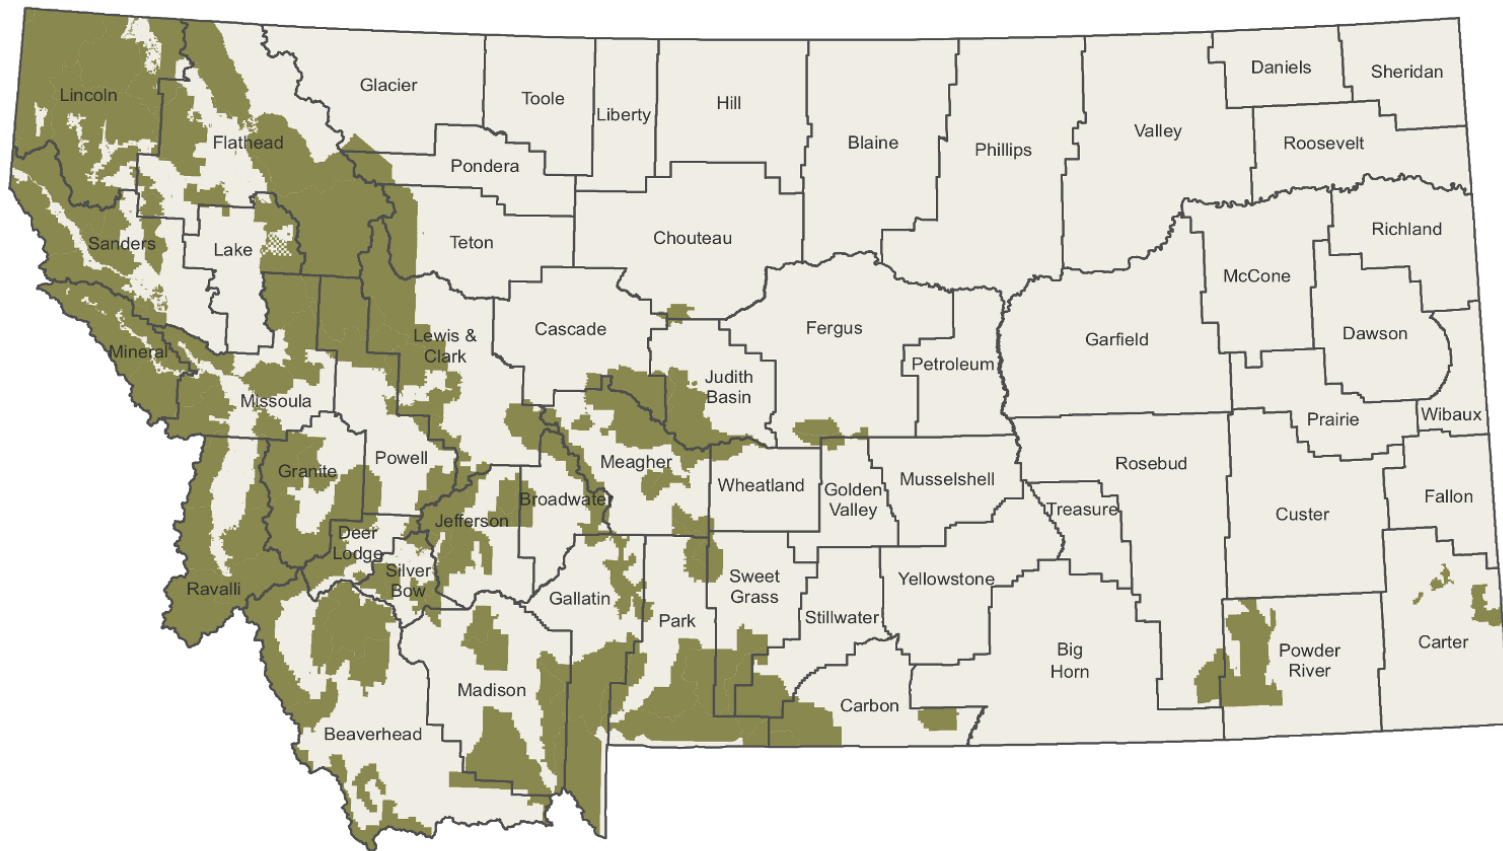 Daniels
Sheridan
Glacier
Lincoln
Toole
Hill
Liberty
Valley
Flathead
Blaine
Roosevelt
Phillips
Pondera
Richland
Chouteau
Teton
Sanders
Lake
McCone
Cascade
Fergus
Dawson
Garfield
Lewis &
Clark
Mineral
Petroleum
Judith
Basin
Missoula
Wibaux
Prairie
Powell
Meagher
Rosebud
Granite
Musselshell
Wheatland
Golden
Valley
Fallon
Broadwater
Treasure
Custer
Jefferson
Deer
Lodge
Silver
Bow
Sweet
Grass
Yellowstone
Ravalli
Gallatin
Stillwater
Park
Carter
Big
Horn
Powder
River
Madison
Carbon
Beaverhead